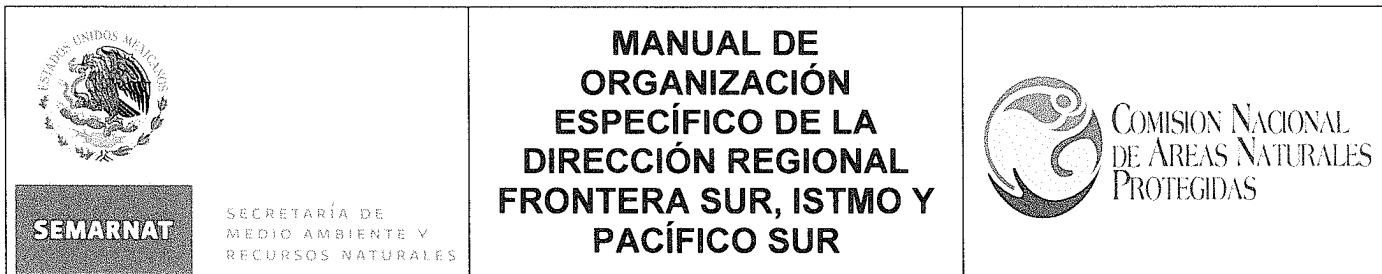 ESTADOS UNIDOS MEXICANOS
SEMARNAT
SECRETARÍA DE
MEDIO AMBIENTE Y
RECURSOS NATURALES
MANUAL DE
ORGANIZACIÓN
ESPECÍFICO DE LA
DIRECCIÓN REGIONAL
FRONTERA SUR, ISTMO Y
PACÍFICO SUR
COMISION NACIONAL
DE AREAS NATURALES
PROTEGIDAS